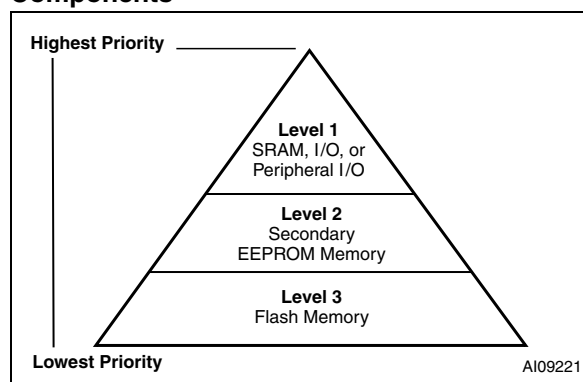 Components
Highest Priority
Level 1
SRAM, I/O, or
Peripheral I/O
Level 2
Secondary
EEPROM Memory
Level 3
Flash Memory
Lowest Priority
AI09221